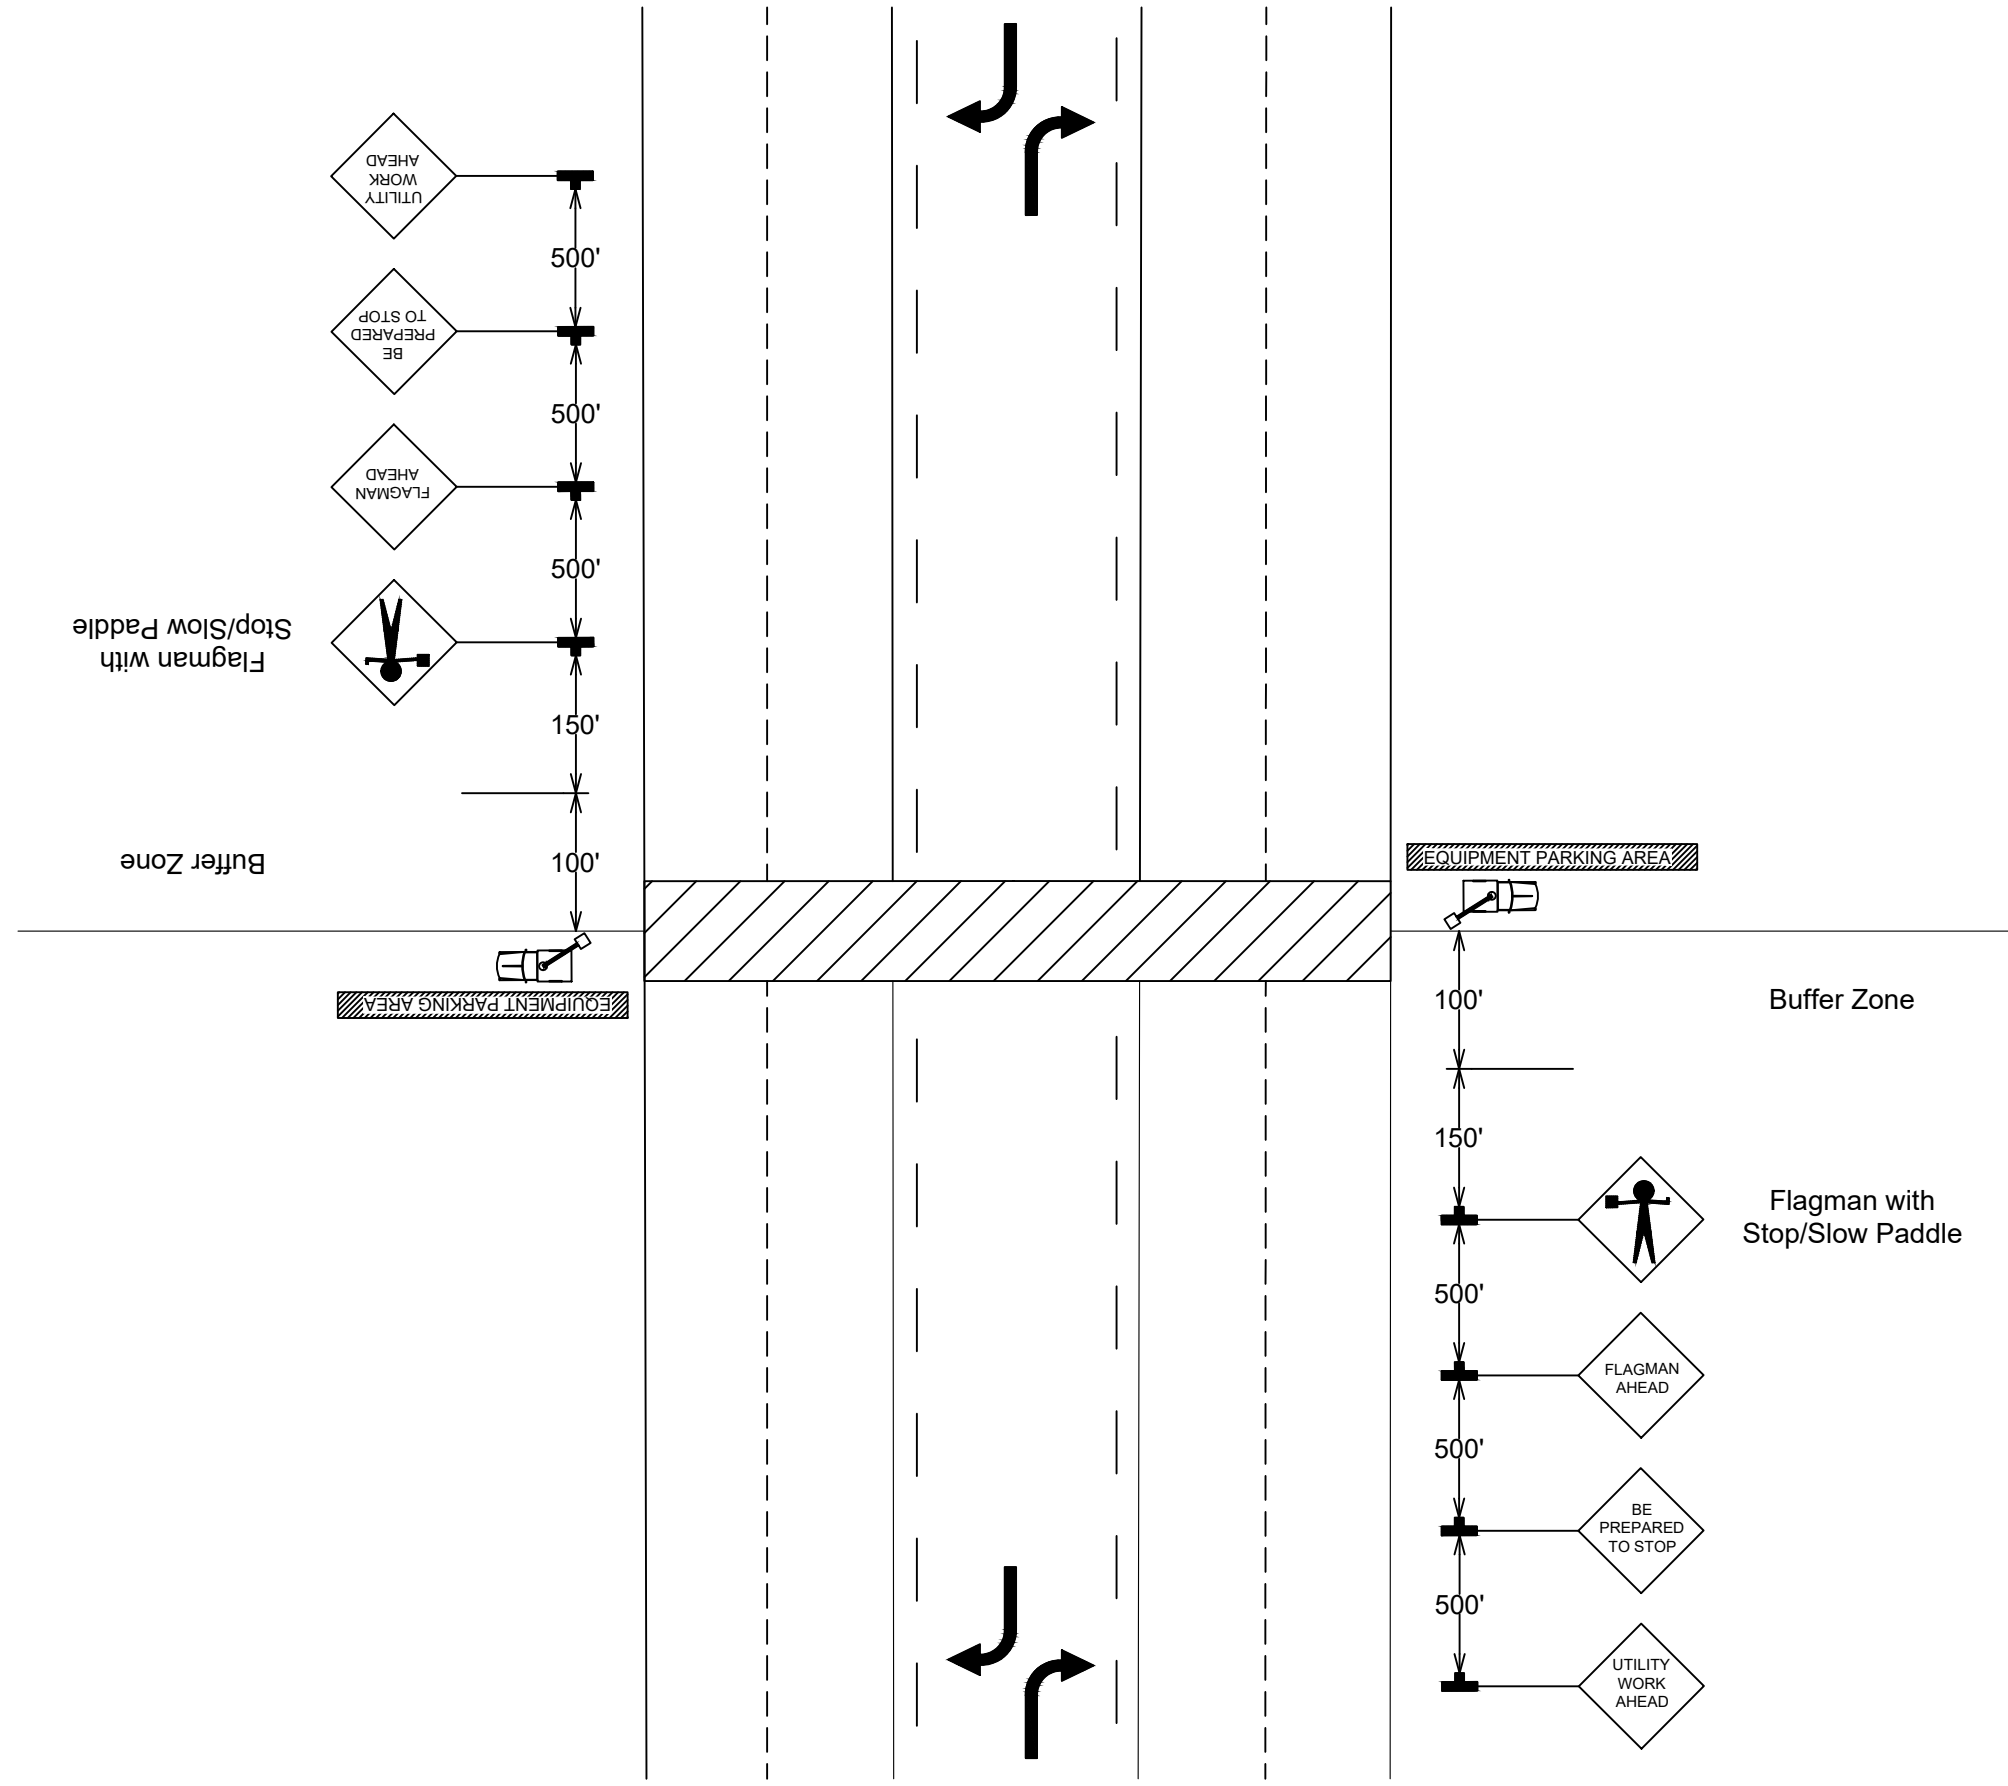 UTILITY
WORK
AHEAD
500'
BE
PREPARED
TO STOP
500'
FLAGMAN
AHEAD
500'
Flagman with
Stop/Slow Paddle
150'
Buffer Zone
100'
EQUIPMENT PARKING AREA
EQUIPMENT PARKING AREA
100'
Buffer Zone
150'
Flagman with
Stop/Slow Paddle
500'
FLAGMAN
AHEAD
500'
BE
PREPARED
TO STOP
500'
UTILITY
WORK
AHEAD